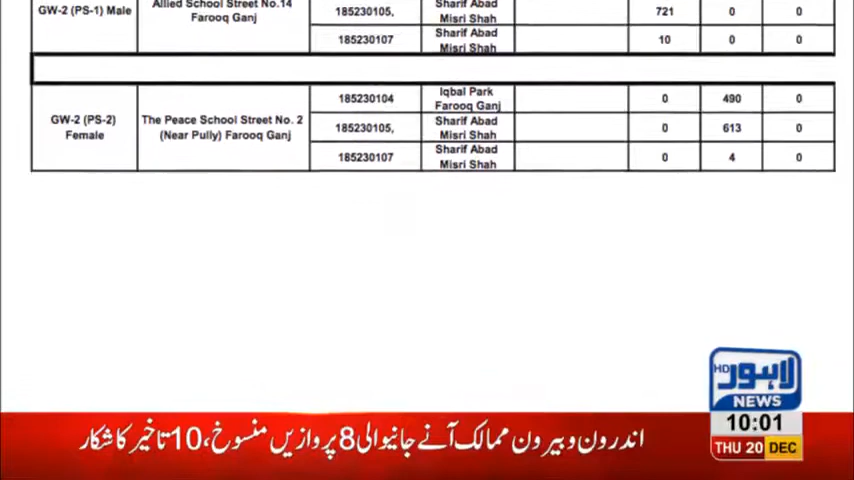 Allied School Street No.14
Farooq Ganj
GW-2 (PS-1) Male
185230105,
Sharif Abad
Misri Shah
721
0
0
185230107
Sharif Abad
Misri Shah
10
0
0
GW-2 (PS-2)
Female
The Peace School Street No. 2
(Near Pully) Farooq Ganj
185230104
Iqbal Park
Farooq Ganj
0
490
0
185230105,
Sharif Abad
Misri Shah
0
613
0
185230107
Sharif Abad
Misri Shah
0
4
0
HD
لاہور
NEWS
10:01
THU 20 DEC
اندرون و بیرون ممالک آنے جانیوالی 8 پروازیں منسوخ، 10 تاخیر کا شکار